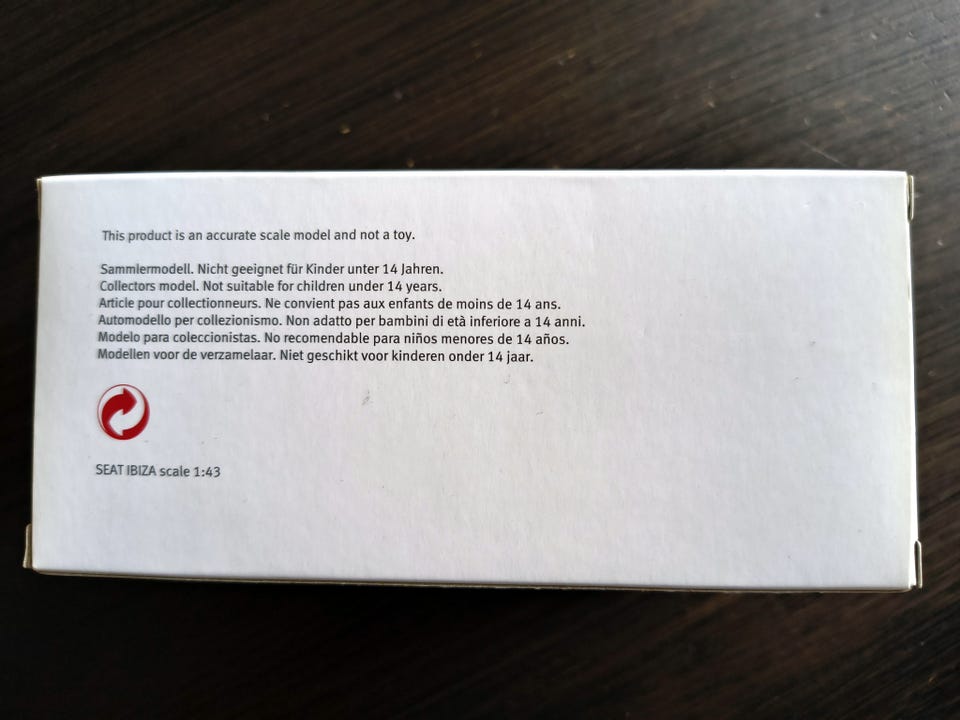 This product is an accurate scale model and not a toy.
Sammlermodell. Nicht geeignet für Kinder unter 14 Jahren.
Collectors model. Not suitable for children under 14 years.
Article pour collectionneurs. Ne convient pas aux enfants de moins de 14 ans.
Automodello per collezionismo. Non adatto per bambini di età inferiore a 14 anni.
Modelo para coleccionistas. No recomendable para niños menores de 14 años.
Modellen voor de verzamelaar. Niet geschikt voor kinderen onder 14 jaar.
SEAT IBIZA scale 1:43